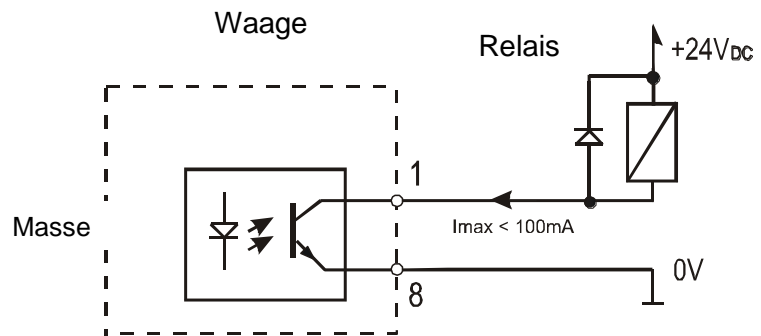 Waage
Relais
+24VDC
1
Masse
Imax < 100mA
0V
8